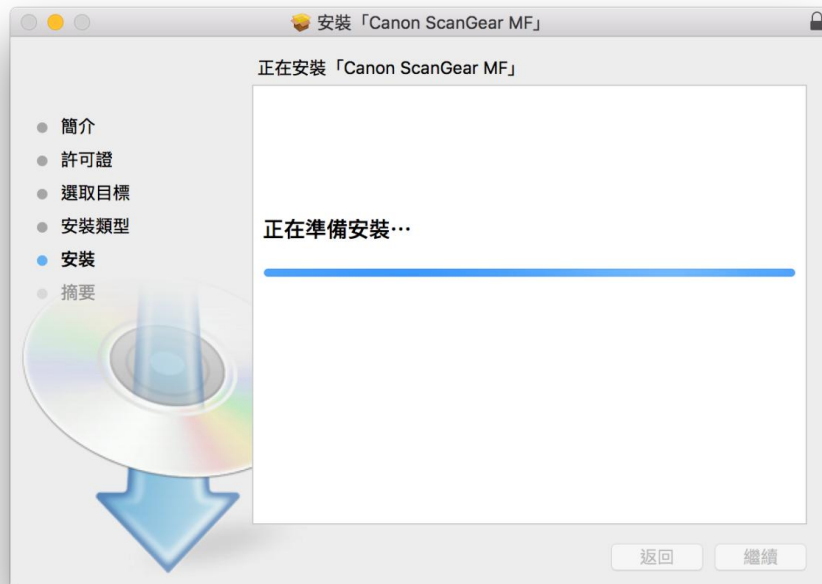 安裝「Canon ScanGear MF」
正在安裝「Canon ScanGear MF」
簡介
許可證
選取目標
安裝類型
安裝
摘要
正在準備安裝⋯
返回
繼續